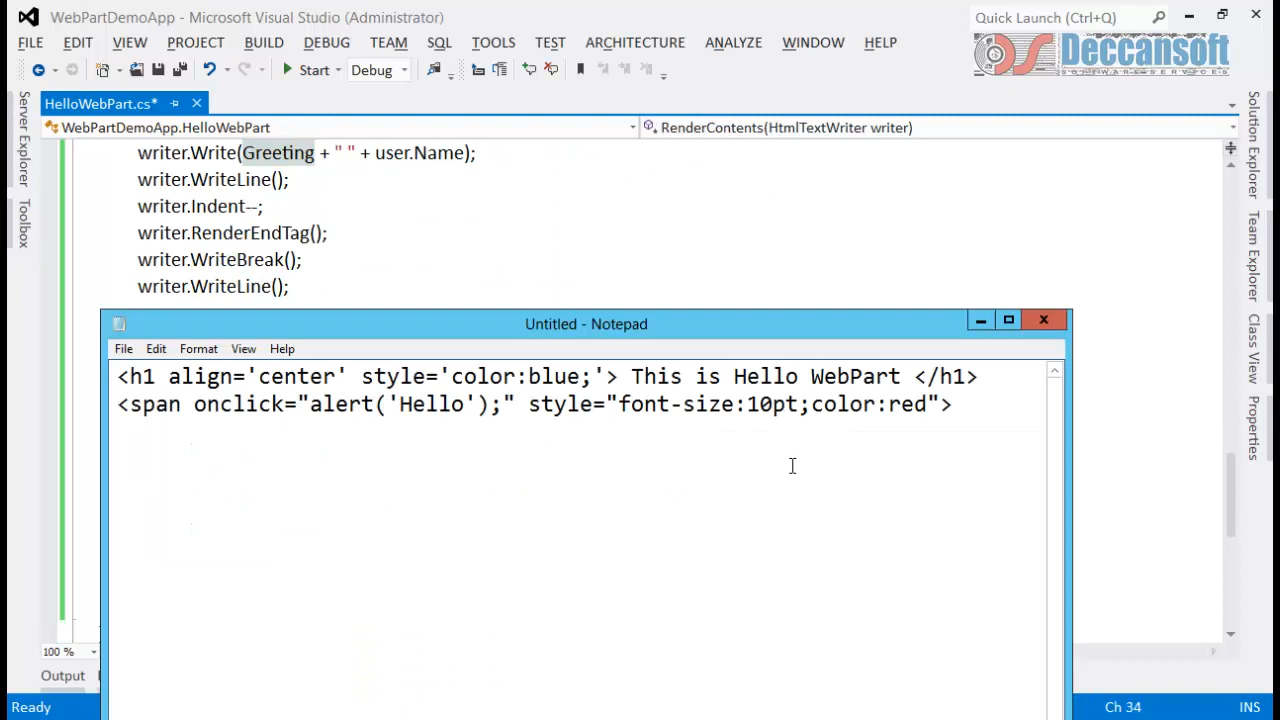 WebPartDemoApp - Microsoft Visual Studio (Administrator)
Quick Launch (Ctrl+Q)
FILE EDIT VIEW PROJECT BUILD DEBUG TEAM SQL TOOLS TEST ARCHITECTURE ANALYZE WINDOW HELP
Deccansoft
SOFTWARE SERVICES
Start Debug
HelloWebPart.cs*
WebPartDemoApp.HelloWebPart
RenderContents(HtmlTextWriter writer)
Server Explorer
Toolbox
Solution Explorer
Team Explorer
Class View
Properties
writer.Write(Greeting + " " + user.Name);
writer.WriteLine();
writer.Indent--;
writer.RenderEndTag();
writer.WriteBreak();
writer.WriteLine();
Untitled - Notepad
File Edit Format View Help
<h1 align='center' style='color:blue;'> This is Hello WebPart </h1>
<span onclick="alert('Hello');" style="font-size:10pt;color:red">
100 %
Output
Ready
Ch 34
INS